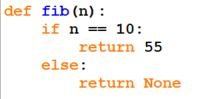 def fib(n):
    if n == 10:
        return 55
    else:
        return None